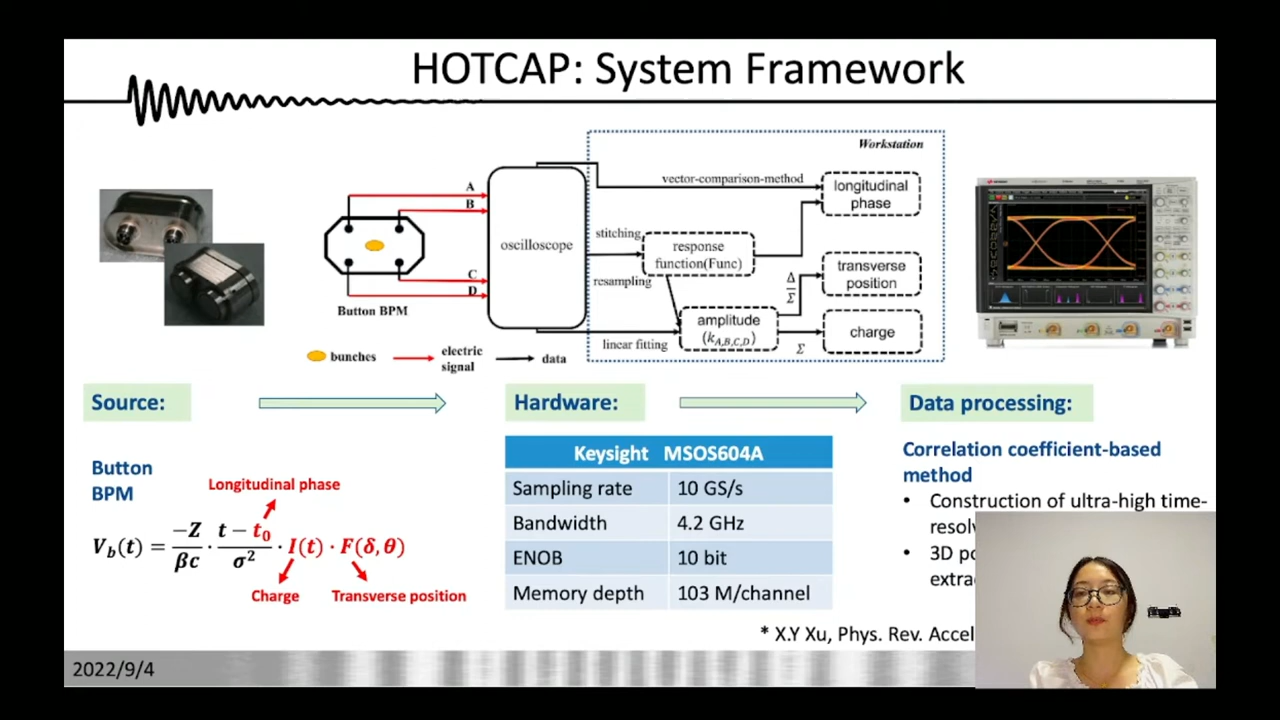 HOTCAP: System Framework
Workstation
A
B
C
D
Button BPM
oscilloscope
vector-comparison-method
longitudinal
phase
stitching
resampling
response
function(Func)
linear fitting
amplitude
(k_A,B,C,D)
Δ
Σ
Σ
transverse
position
charge
bunches
electric
signal
data
Source:
Hardware:
Data processing:
Button
BPM
Longitudinal phase
V_b(t) = −Z/βc · t − t_0/σ² · I(t) · F(δ, θ)
Charge
Transverse position
Keysight MSOS604A
Sampling rate 10 GS/s
Bandwidth 4.2 GHz
ENOB 10 bit
Memory depth 103 M/channel
Correlation coefficient-based
method
• Construction of ultra-high time-
• 3D
* X.Y Xu, Phys. Rev. Accel
2022/9/4